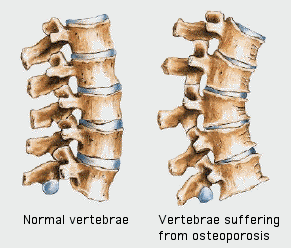 Normal vertebrae
Vertebrae suffering
from osteoporosis